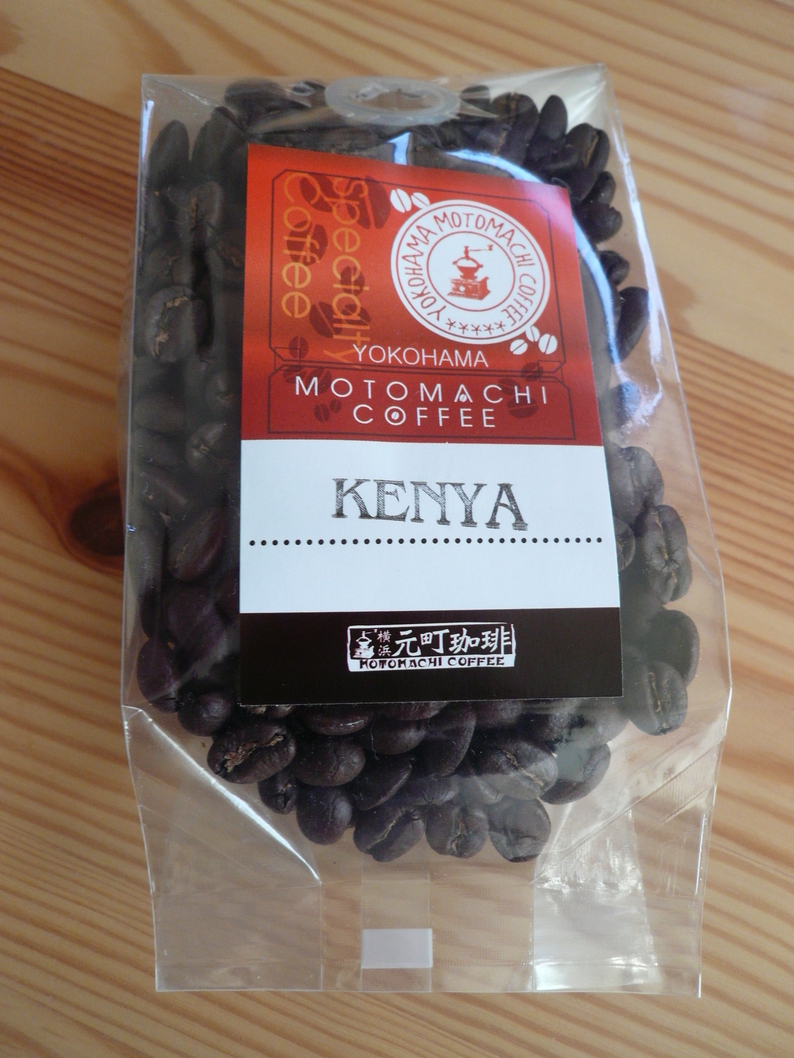 Specialty
Coffee
YOKOHAMA MOTOMACHI COFFEE
YOKOHAMA
MOTOMACHI
COFFEE
KENYA
横浜 元町珈琲
MOTOMACHI COFFEE